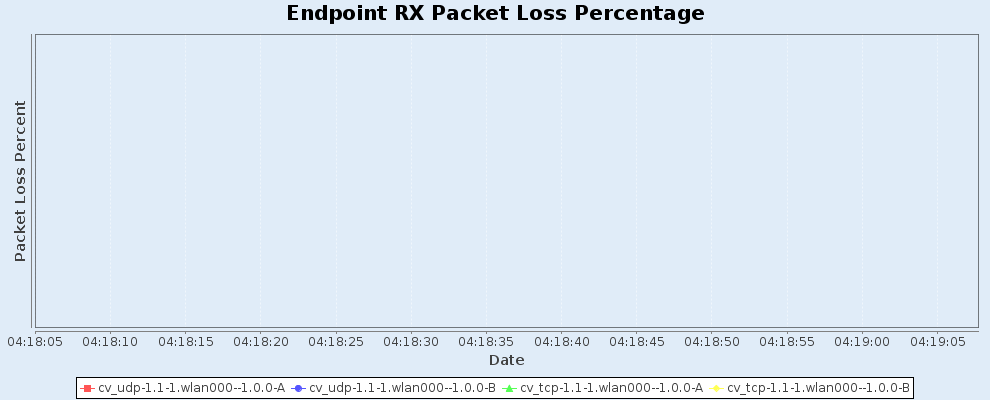 Endpoint RX Packet Loss Percentage
Packet Loss Percent
04:18:05 04:18:10 04:18:15 04:18:20 04:18:25 04:18:30 04:18:35 04:18:40 04:18:45 04:18:50 04:18:55 04:19:00 04:19:05
Date
cv_udp-1.1-1.wlan000--1.0.0-A cv_udp-1.1-1.wlan000--1.0.0-B cv_tcp-1.1-1.wlan000--1.0.0-A cv_tcp-1.1-1.wlan000--1.0.0-B